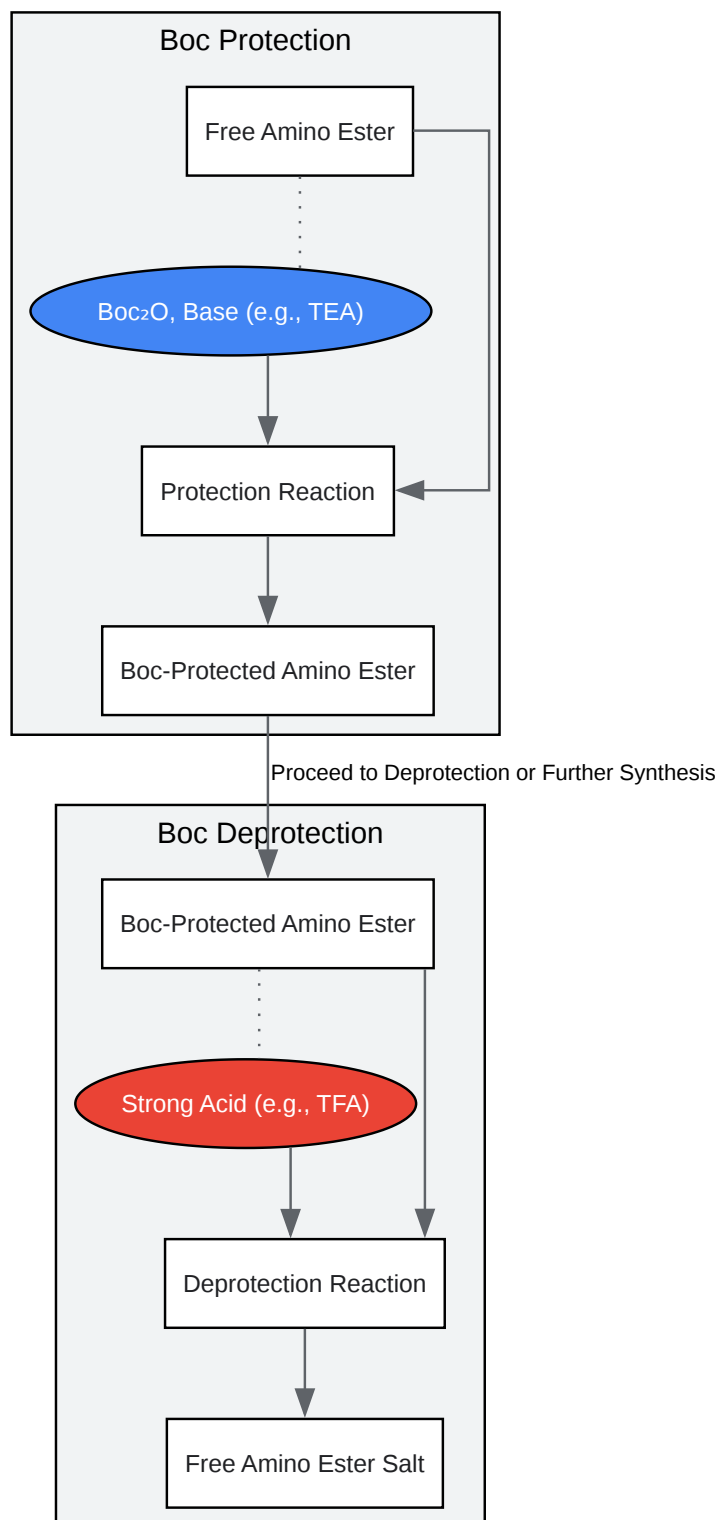 Boc Protection
Free Amino Ester
Boc₂O, Base (e.g., TEA)
Protection Reaction
Boc-Protected Amino Ester
Proceed to Deprotection or Further Synthesis
Boc Deprotection
Boc-Protected Amino Ester
Strong Acid (e.g., TFA)
Deprotection Reaction
Free Amino Ester Salt